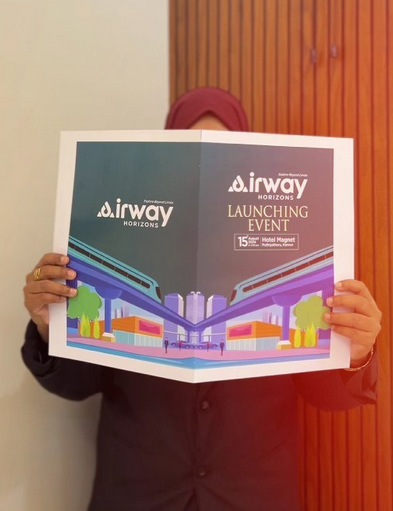 Airway
HORIZONS
Airway
HORIZONS
LAUNCHING
EVENT
15
Hotel Magnet